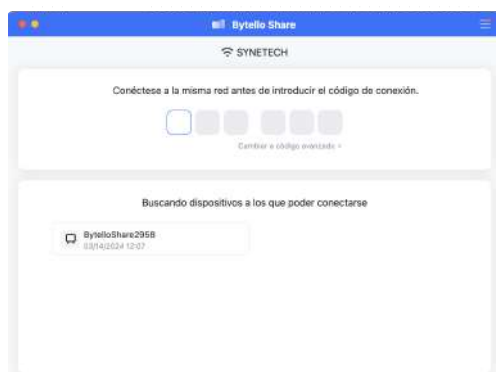 Bytello Share
SYNETECH
Conéctese a la misma red antes de introducir el código de conexión.
Cambiar a código avanzado >
Buscando dispositivos a los que poder conectarse
BytelloShare2958
03/14/2024 12:07